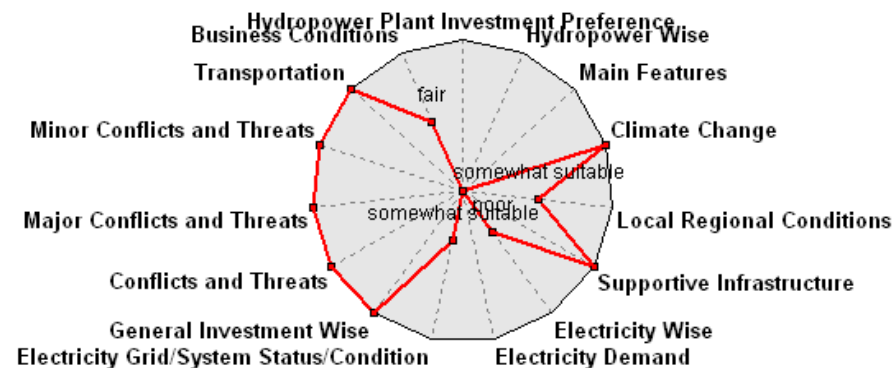 Hydropower Plant Investment Preference
Business Conditions
Hydropower Wise
Transportation
Main Features
fair
Minor Conflicts and Threats
Climate Change
somewhat suitable
poor
somewhat suitable
Major Conflicts and Threats
Local Regional Conditions
Conflicts and Threats
Supportive Infrastructure
General Investment Wise
Electricity Wise
Electricity Grid/System Status/Condition
Electricity Demand